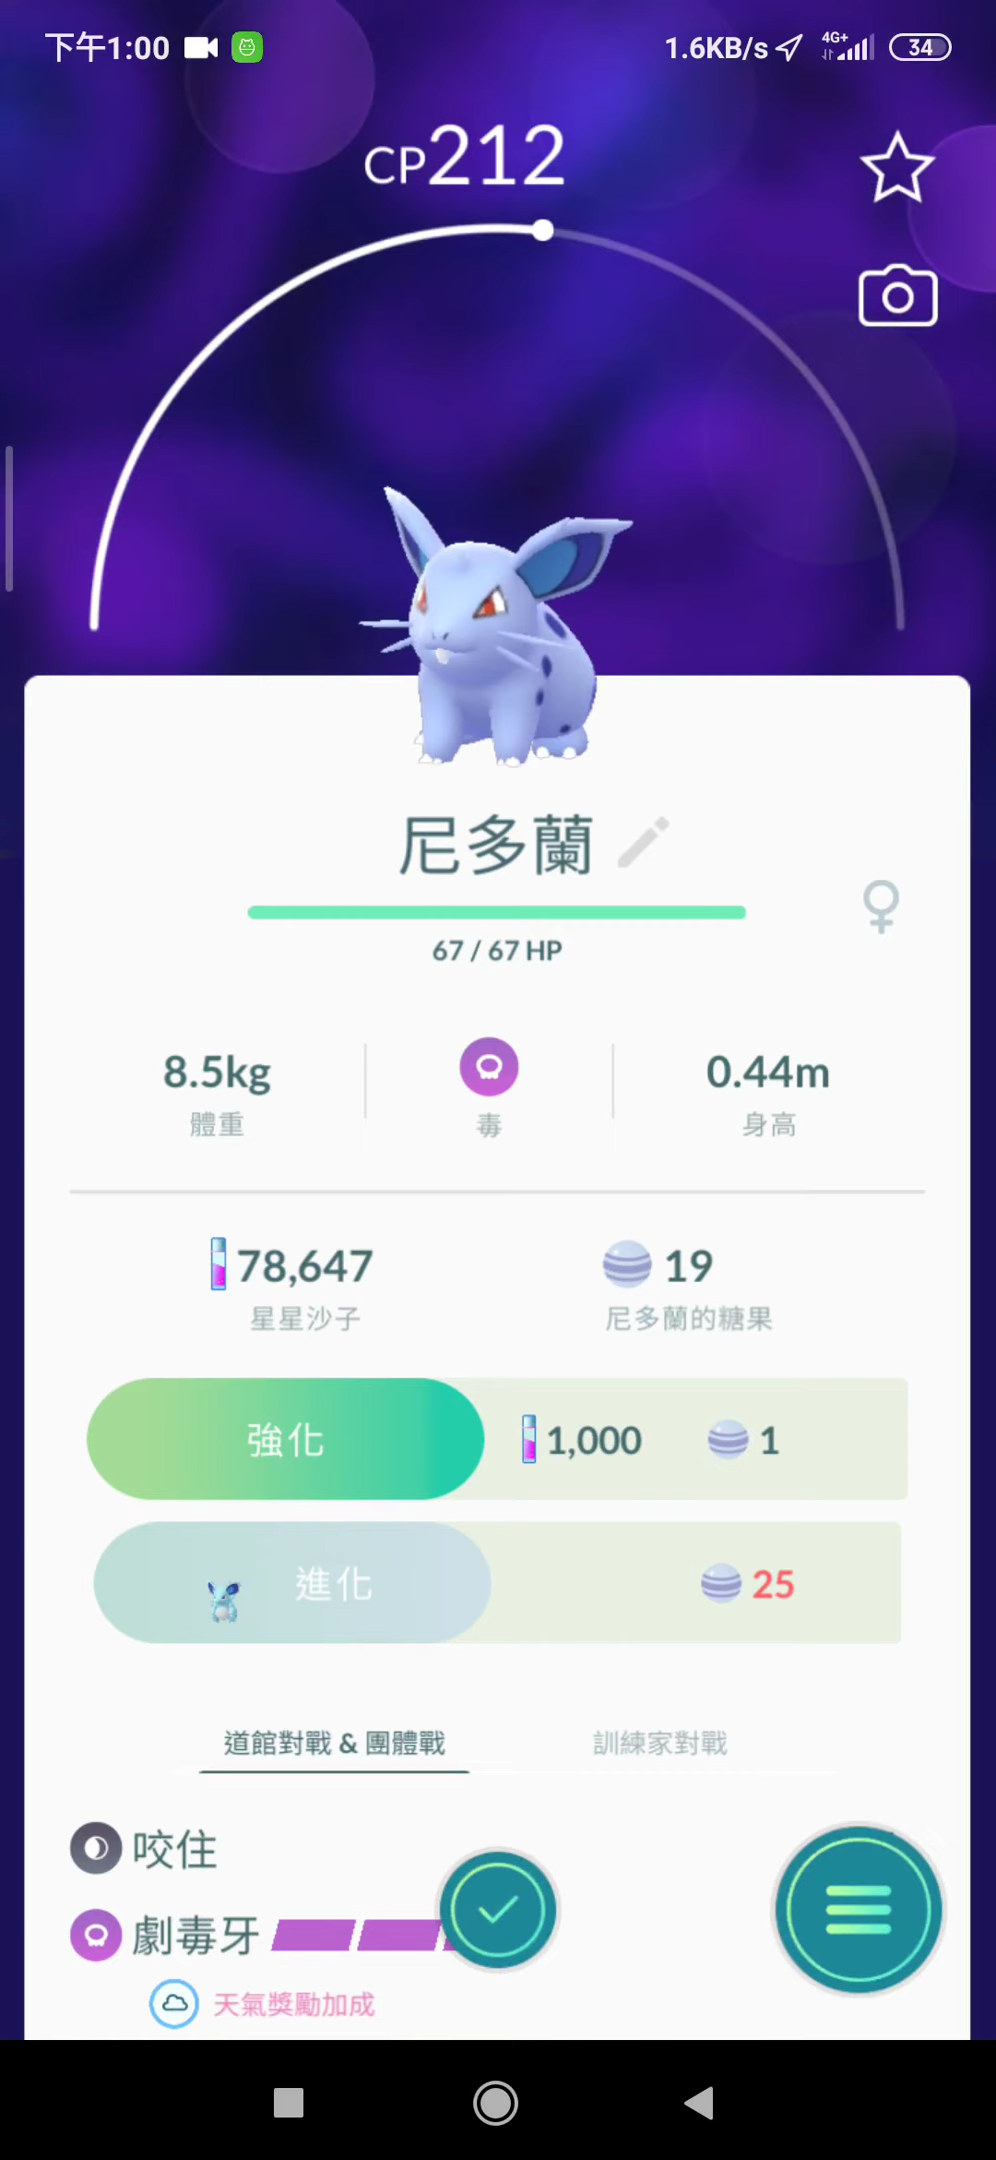 下午1:00
1.6KB/s 4G+ 34
CP212
尼多蘭
67 / 67 HP
8.5kg 0.44m
體重 毒 身高
78,647 19
星星沙子 尼多蘭的糖果
強化 1,000 1
進化 25
道館對戰 & 團體戰 訓練家對戰
咬住
劇毒牙
天氣獎勵加成